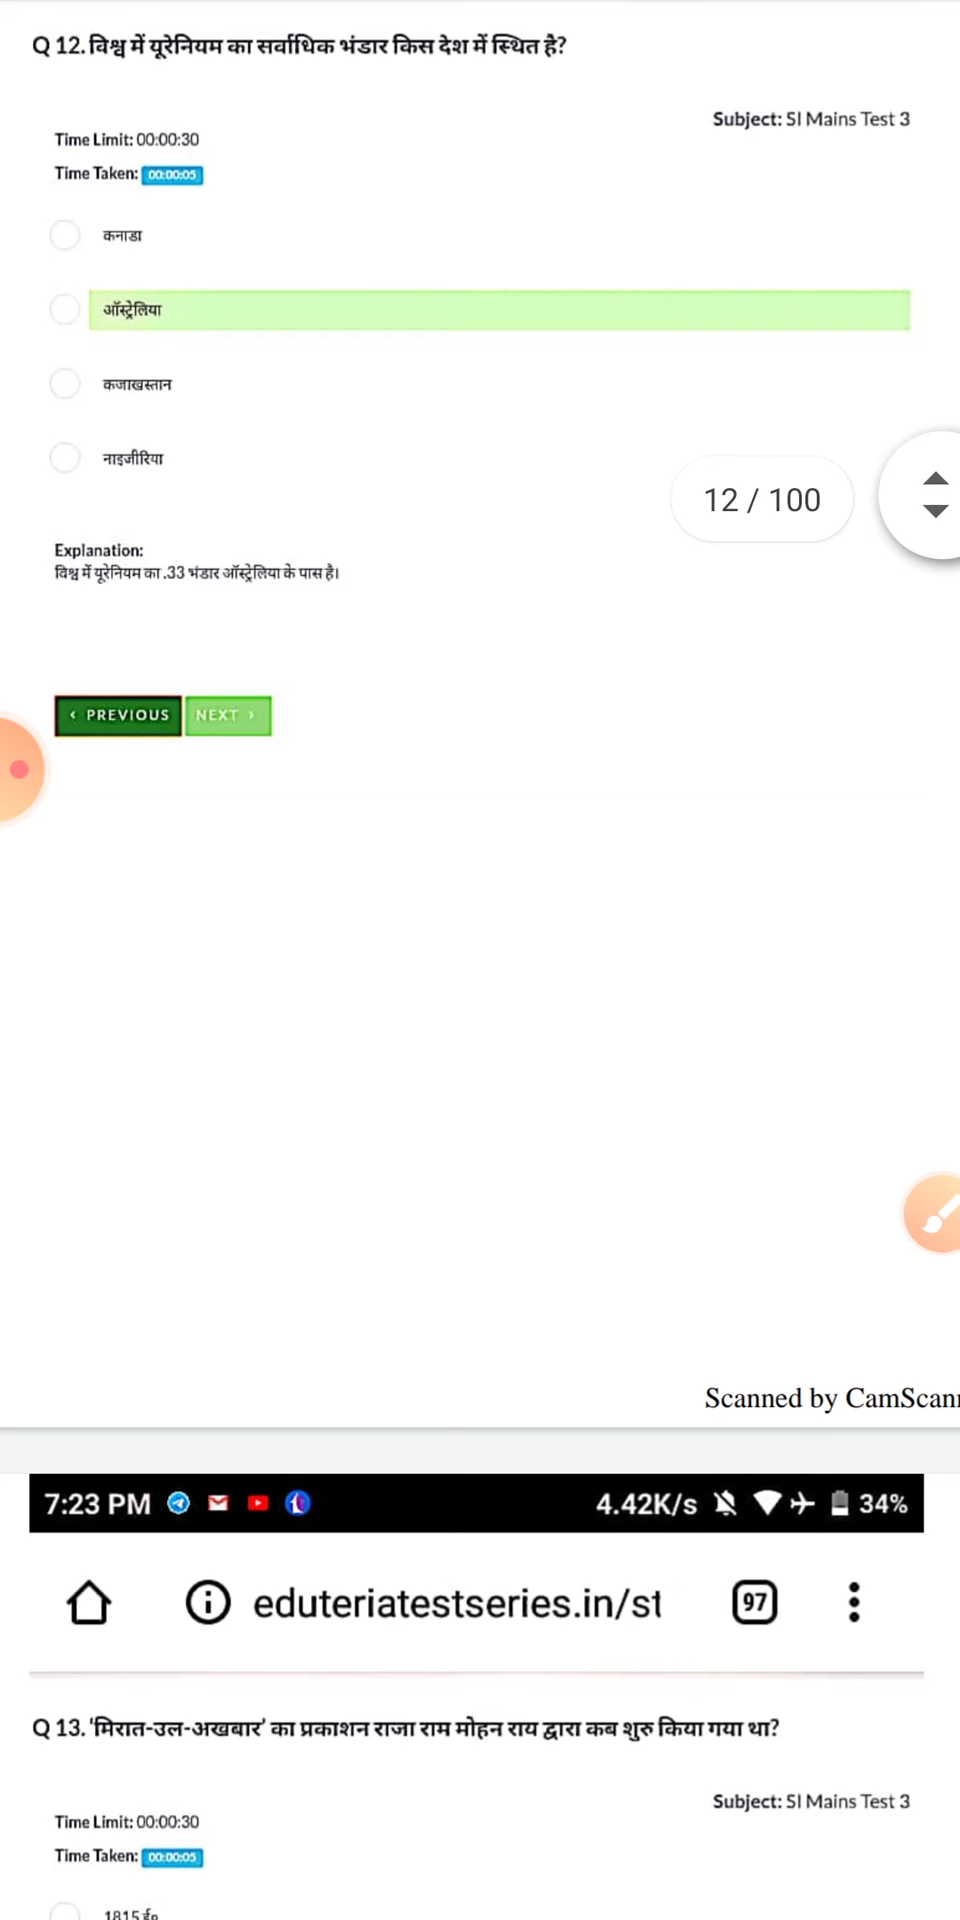 Q 12. विश्व में यूरेनियम का सर्वाधिक भंडार किस देश में स्थित है?
Subject: SI Mains Test 3
Time Limit: 00:00:30
Time Taken: 00:00:05
कनाडा
ऑस्ट्रेलिया
कजाखस्तान
नाइजीरिया
12 / 100
Explanation:
विश्व में यूरेनियम का .33 भंडार ऑस्ट्रेलिया के पास है।
‹ PREVIOUS NEXT ›
Scanned by CamScan
7:23 PM 4.42K/s 34%
eduteriatestseries.in/st 97
Q 13. 'मिरात-उल-अखबार' का प्रकाशन राजा राम मोहन राय द्वारा कब शुरु किया गया था?
Subject: SI Mains Test 3
Time Limit: 00:00:30
Time Taken: 00:00:05
1815 ई०